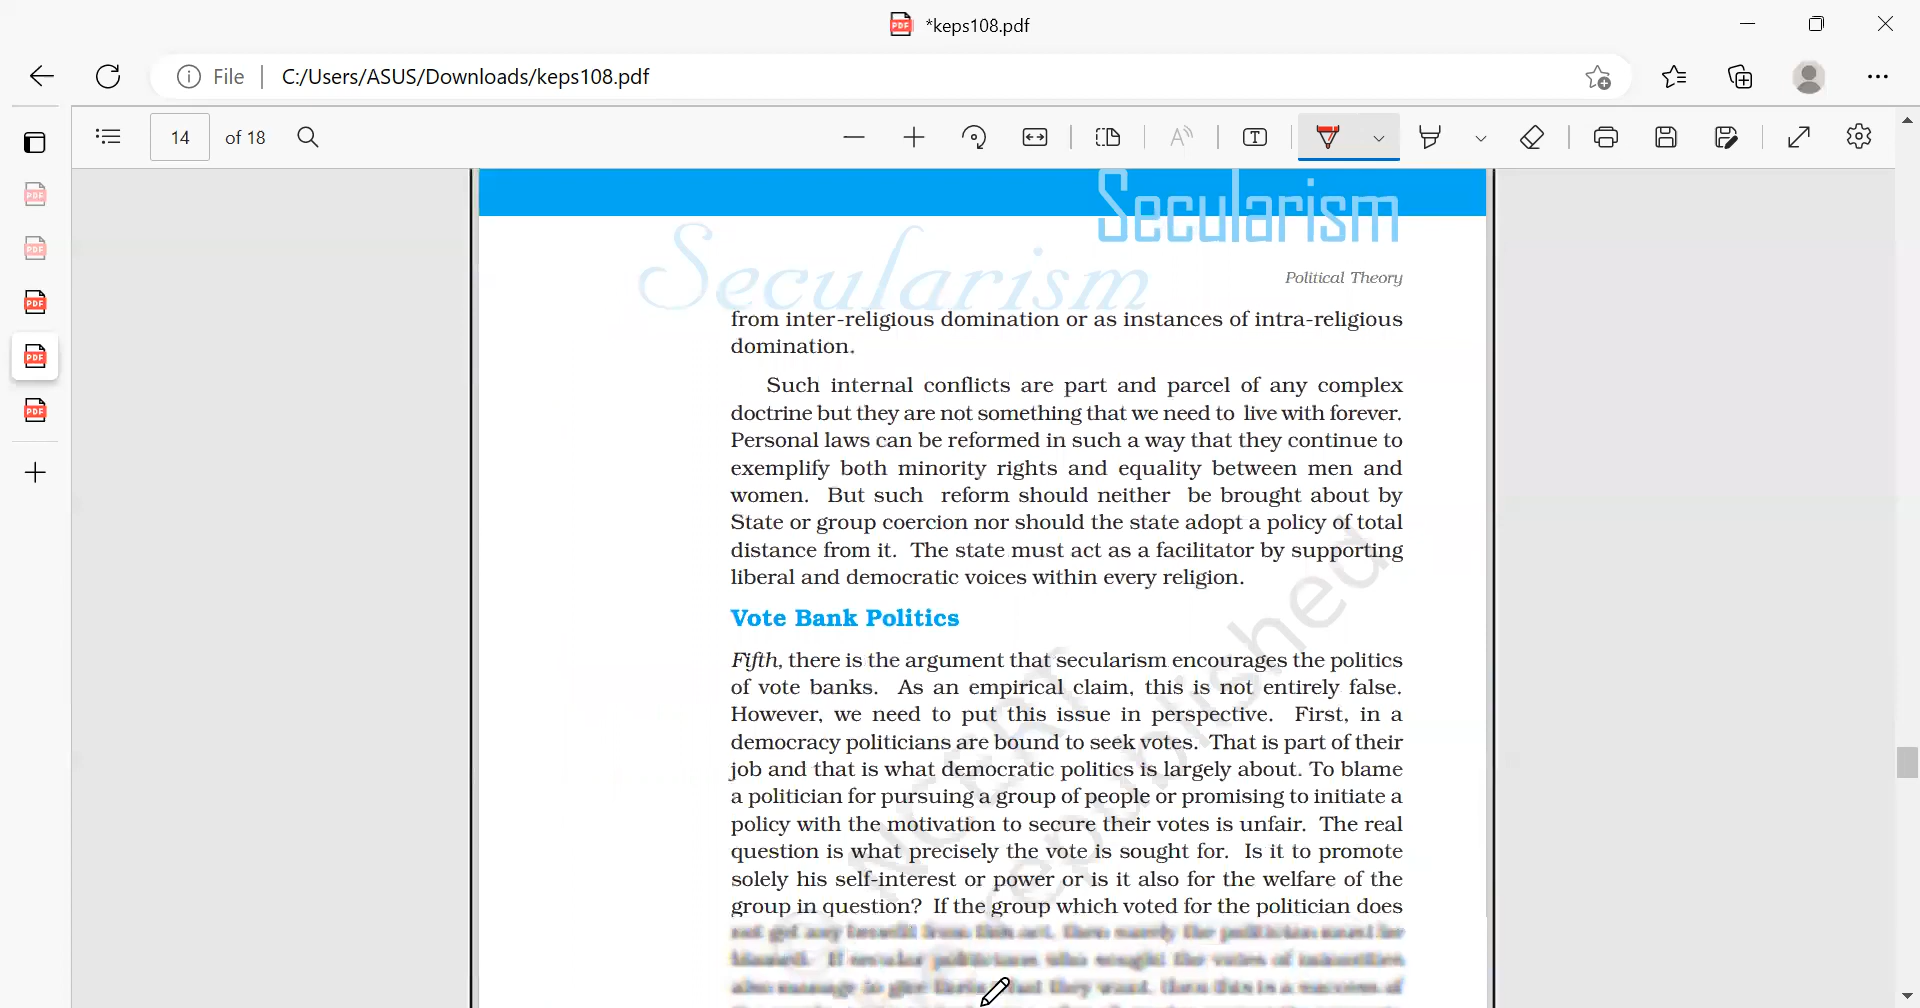 *keps108.pdf
File
C:/Users/ASUS/Downloads/keps108.pdf
14 of 18
Secularism
Secularism
Political Theory
from inter-religious domination or as instances of intra-religious
domination.
Such internal conflicts are part and parcel of any complex
doctrine but they are not something that we need to live with forever.
Personal laws can be reformed in such a way that they continue to
exemplify both minority rights and equality between men and
women. But such reform should neither be brought about by
State or group coercion nor should the state adopt a policy of total
distance from it. The state must act as a facilitator by supporting
liberal and democratic voices within every religion.
Vote Bank Politics
Fifth, there is the argument that secularism encourages the politics
of vote banks. As an empirical claim, this is not entirely false.
However, we need to put this issue in perspective. First, in a
democracy politicians are bound to seek votes. That is part of their
job and that is what democratic politics is largely about. To blame
a politician for pursuing a group of people or promising to initiate a
policy with the motivation to secure their votes is unfair. The real
question is what precisely the vote is sought for. Is it to promote
solely his self-interest or power or is it also for the welfare of the
group in question? If the group which voted for the politician does
© NCERT
republished